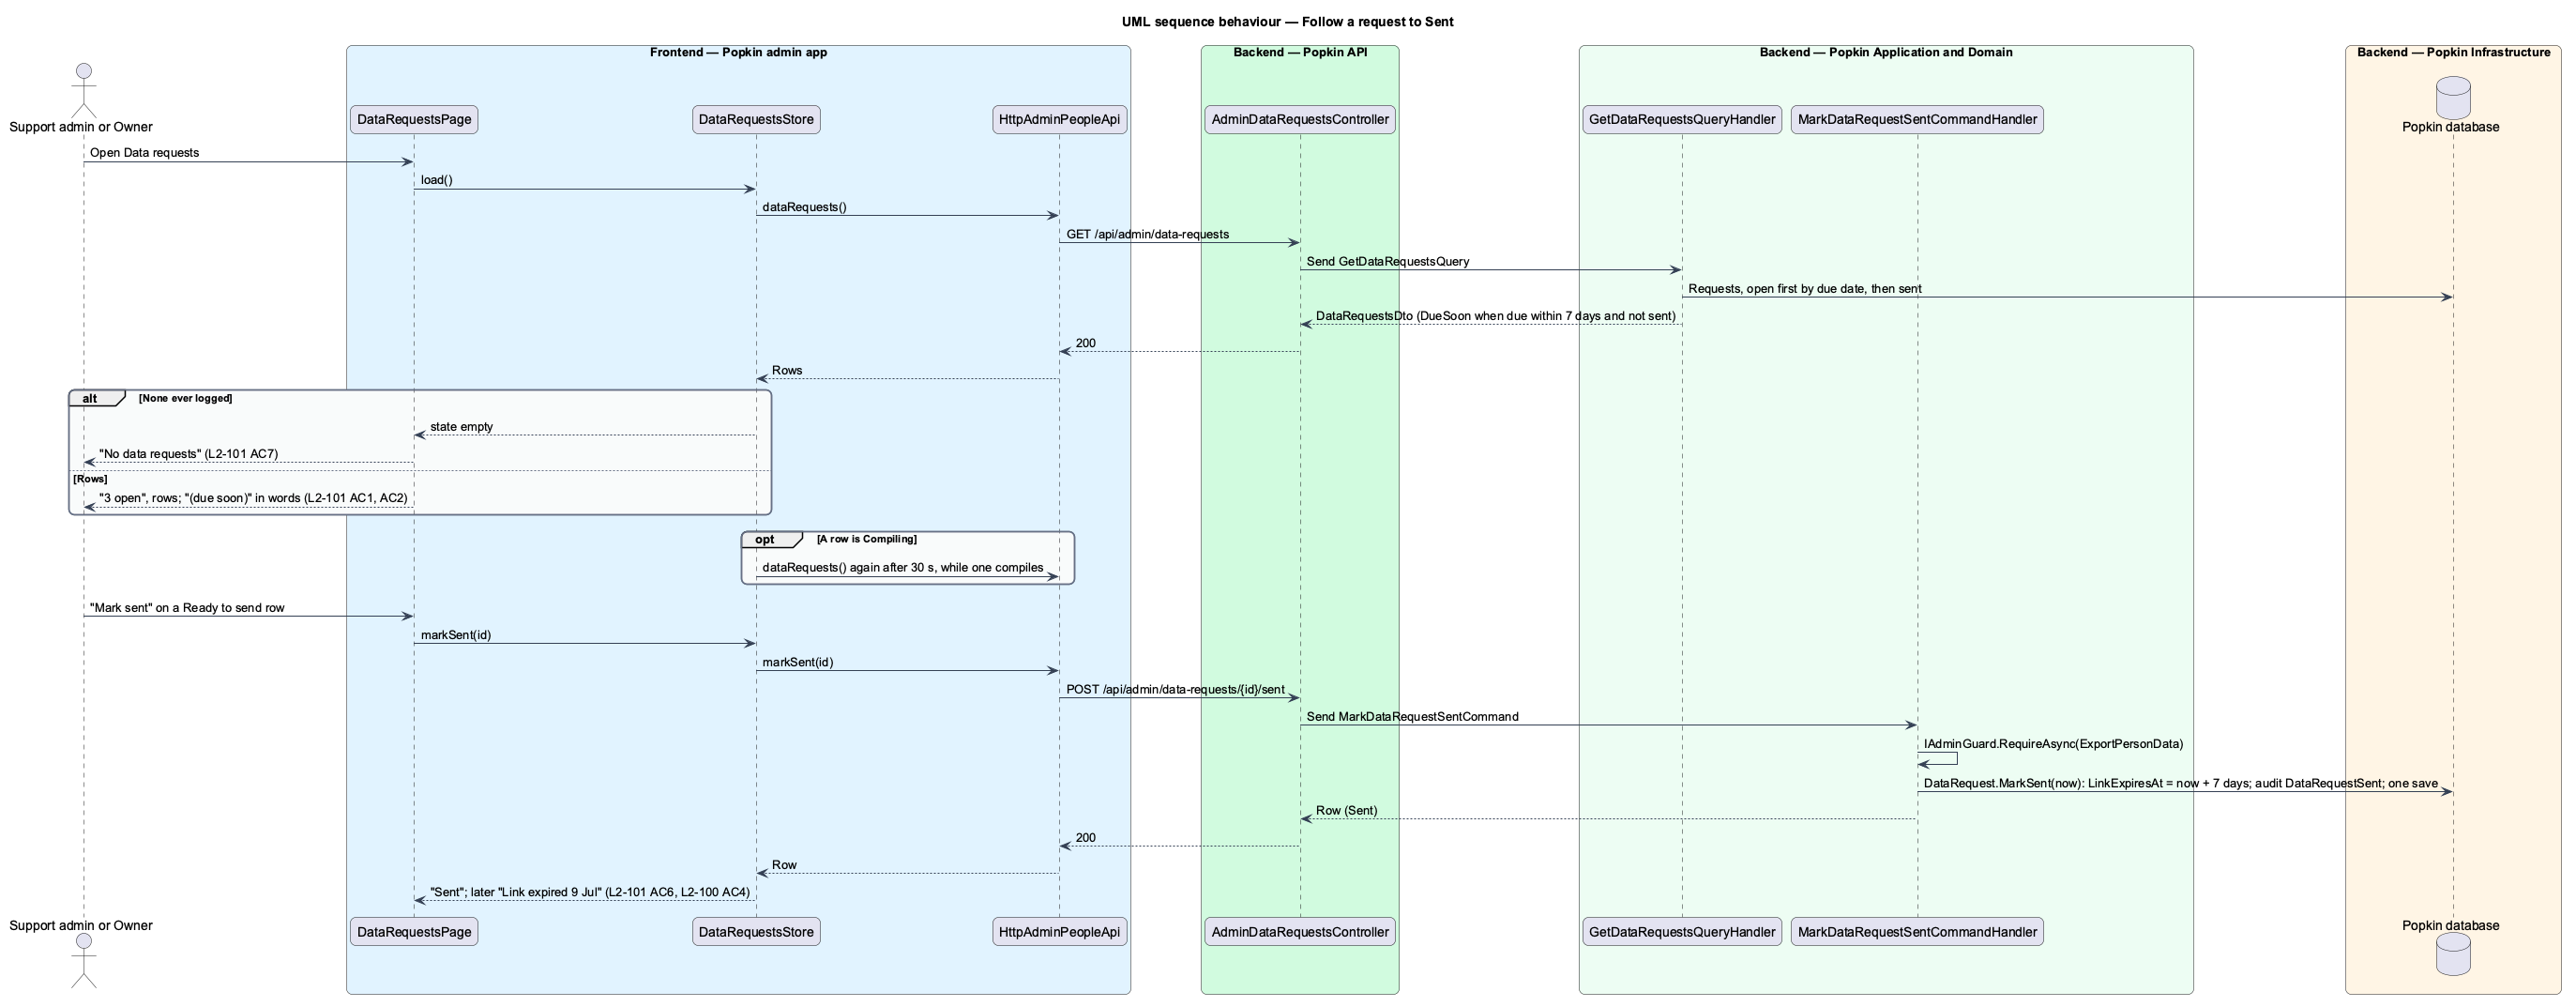 UML sequence behaviour — Follow a request to Sent
Frontend — Popkin admin app
Backend — Popkin API
Backend — Popkin Application and Domain
Backend — Popkin Infrastructure
Support admin or Owner
DataRequestsPage
DataRequestsStore
HttpAdminPeopleApi
AdminDataRequestsController
GetDataRequestsQueryHandler
MarkDataRequestSentCommandHandler
Popkin database
Open Data requests
load()
dataRequests()
GET /api/admin/data-requests
Send GetDataRequestsQuery
Requests, open first by due date, then sent
DataRequestsDto (DueSoon when due within 7 days and not sent)
200
Rows
alt [None ever logged]
state empty
"No data requests" (L2-101 AC7)
[Rows]
"3 open", rows; "(due soon)" in words (L2-101 AC1, AC2)
opt [A row is Compiling]
dataRequests() again after 30 s, while one compiles
"Mark sent" on a Ready to send row
markSent(id)
markSent(id)
POST /api/admin/data-requests/{id}/sent
Send MarkDataRequestSentCommand
IAdminGuard.RequireAsync(ExportPersonData)
DataRequest.MarkSent(now): LinkExpiresAt = now + 7 days; audit DataRequestSent; one save
Row (Sent)
200
Row
"Sent"; later "Link expired 9 Jul" (L2-101 AC6, L2-100 AC4)
Support admin or Owner
DataRequestsPage
DataRequestsStore
HttpAdminPeopleApi
AdminDataRequestsController
GetDataRequestsQueryHandler
MarkDataRequestSentCommandHandler
Popkin database